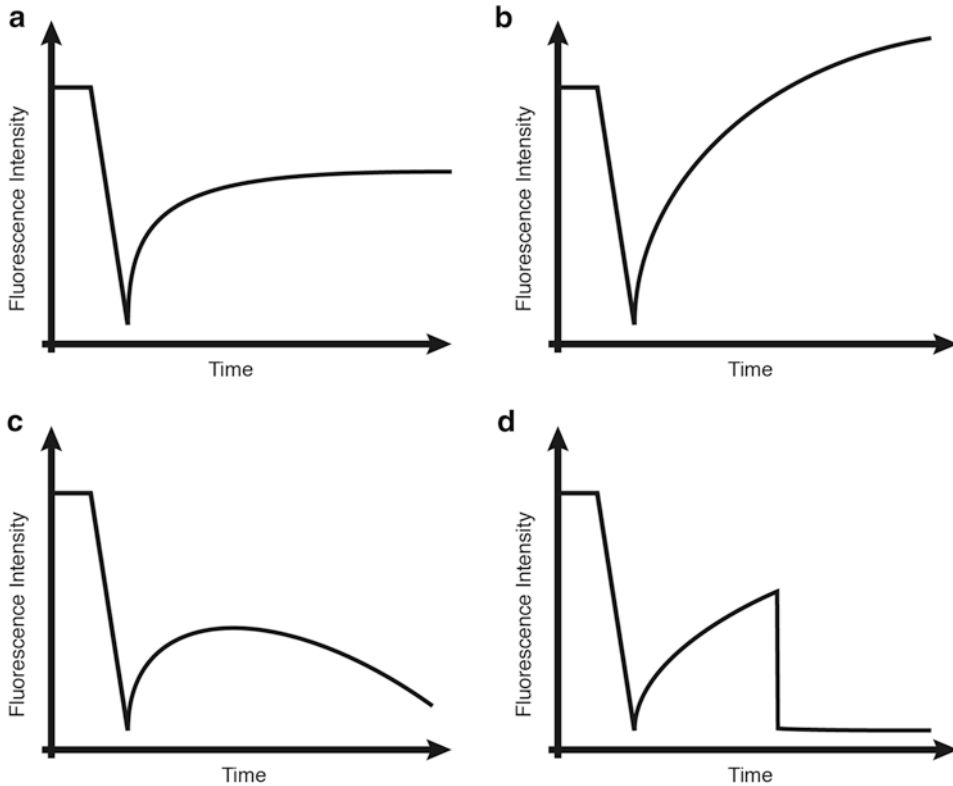 a
b
Fluorescence Intensity
Fluorescence Intensity
Time
Time
c
d
Fluorescence Intensity
Fluorescence Intensity
Time
Time